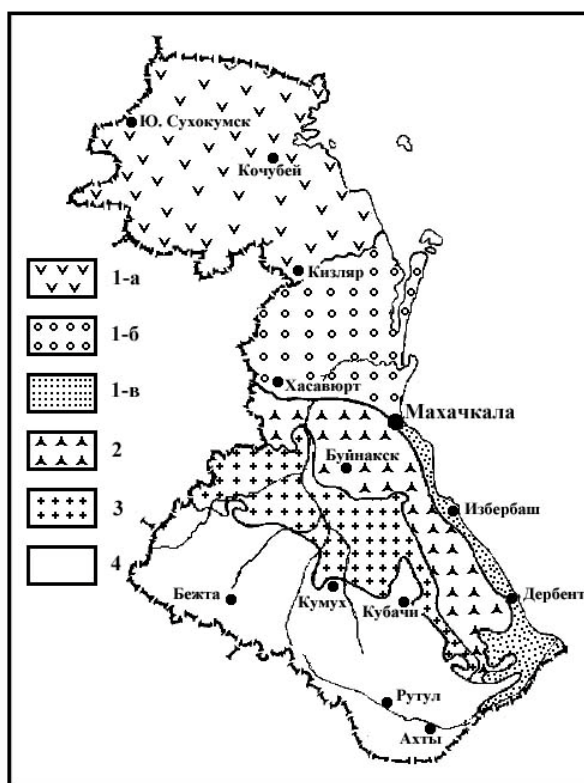 Ю. Сухокумск
Кочубей
1-а
Кизляр
1-б
Хасавюрт
1-в
Махачкала
2
Буйнакск
3
Избербаш
4
Бежта
Кумух
Кубачи
Дербент
Рутул
Ахты